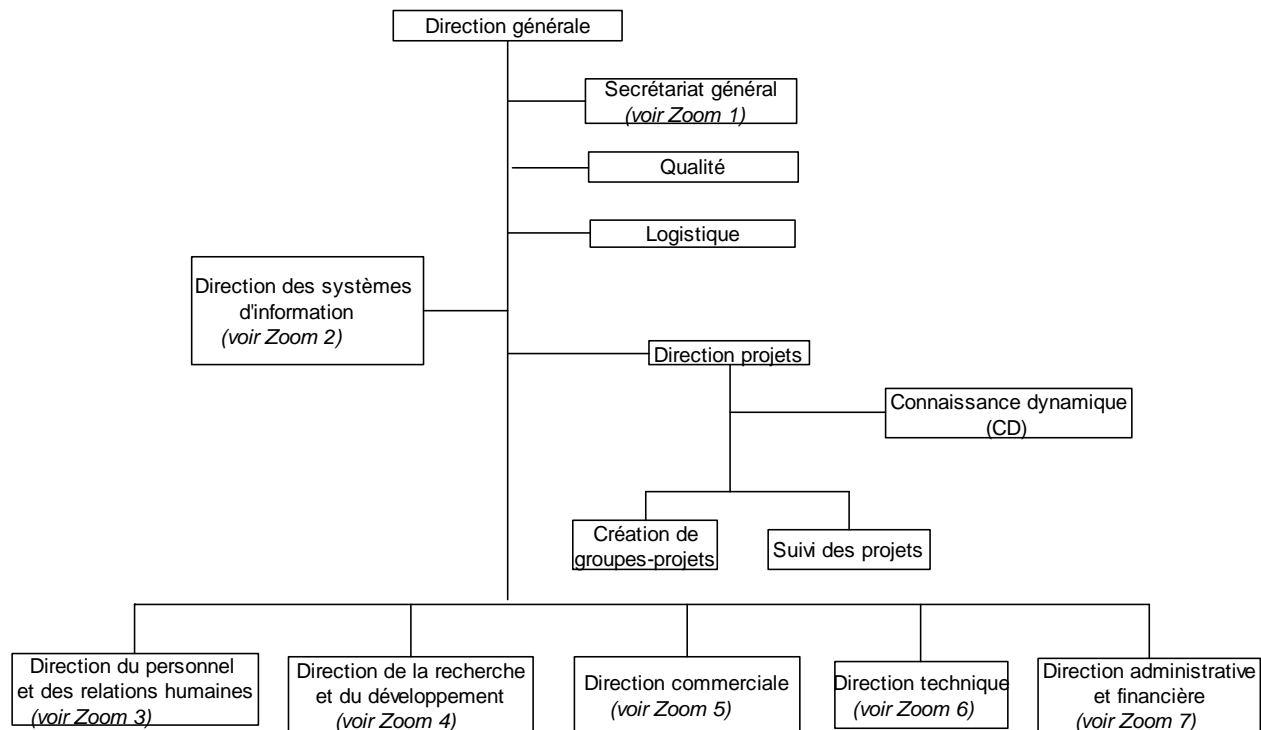 Direction générale
Secrétariat général
(voir Zoom 1)
Qualité
Logistique
Direction des systèmes
d'information
(voir Zoom 2)
Direction projets
Connaissance dynamique
(CD)
Création de
groupes-projets
Suivi des projets
Direction du personnel
et des relations humaines
(voir Zoom 3)
Direction de la recherche
et du développement
(voir Zoom 4)
Direction commerciale
(voir Zoom 5)
Direction technique
(voir Zoom 6)
Direction administrative
et financière
(voir Zoom 7)